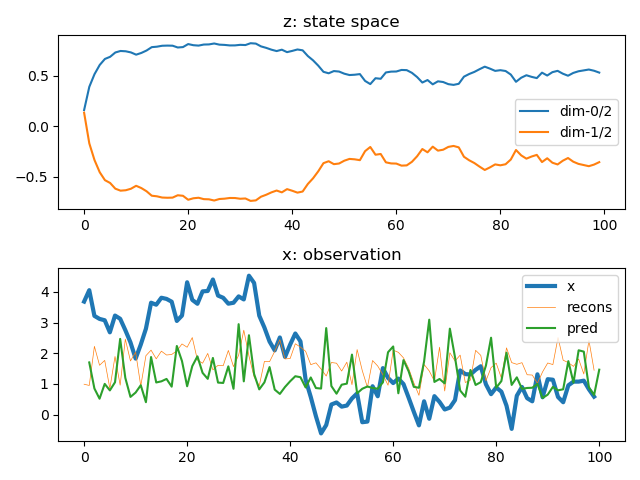 z: state space
0.5
0.0
−0.5
dim-0/2
dim-1/2
0 20 40 60 80 100
x: observation
4
3
2
1
0
x
recons
pred
0 20 40 60 80 100